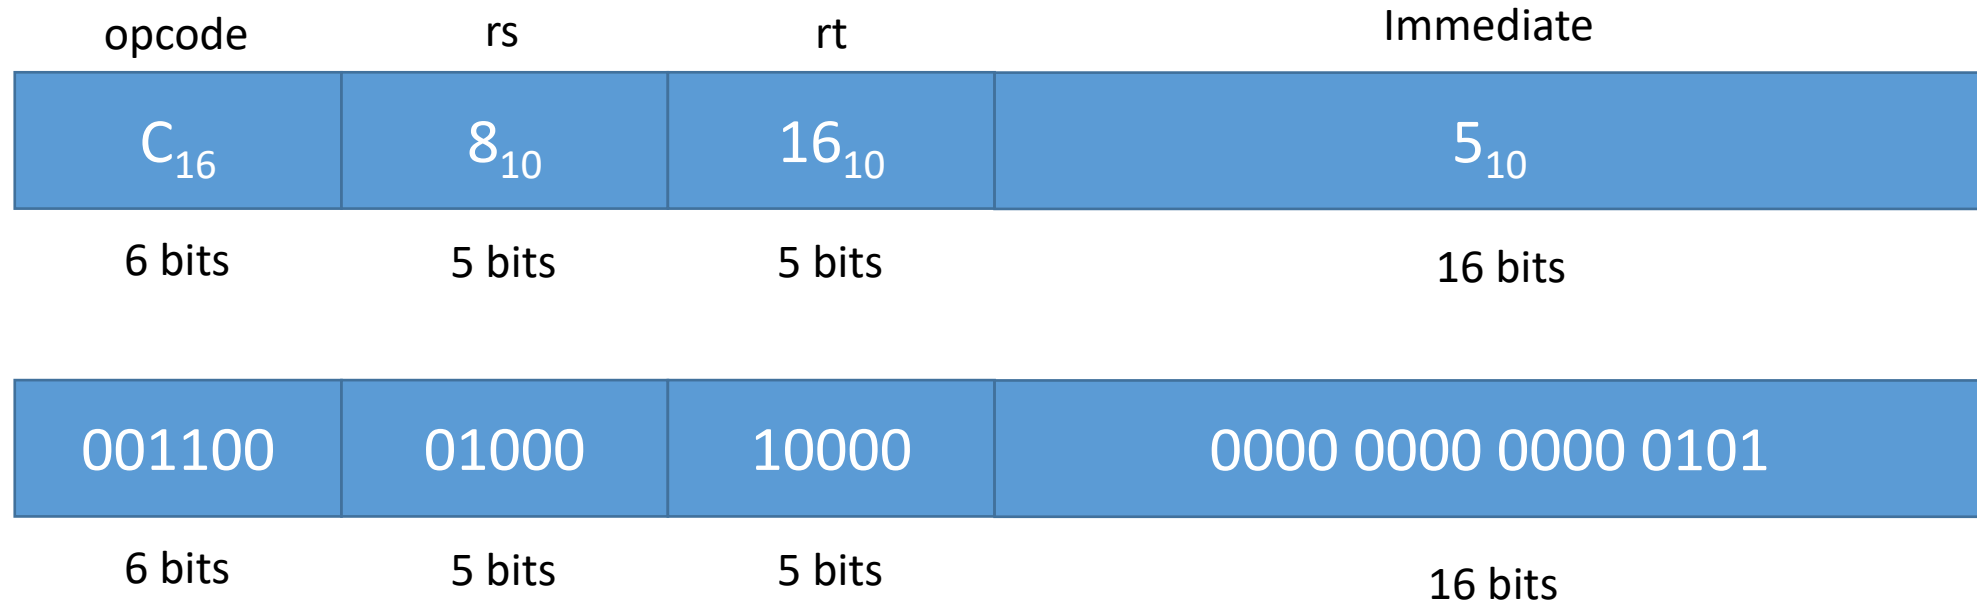 opcode rs rt Immediate
C₁₆ 8₁₀ 16₁₀ 5₁₀
6 bits 5 bits 5 bits 16 bits
001100 01000 10000 0000 0000 0000 0101
6 bits 5 bits 5 bits 16 bits